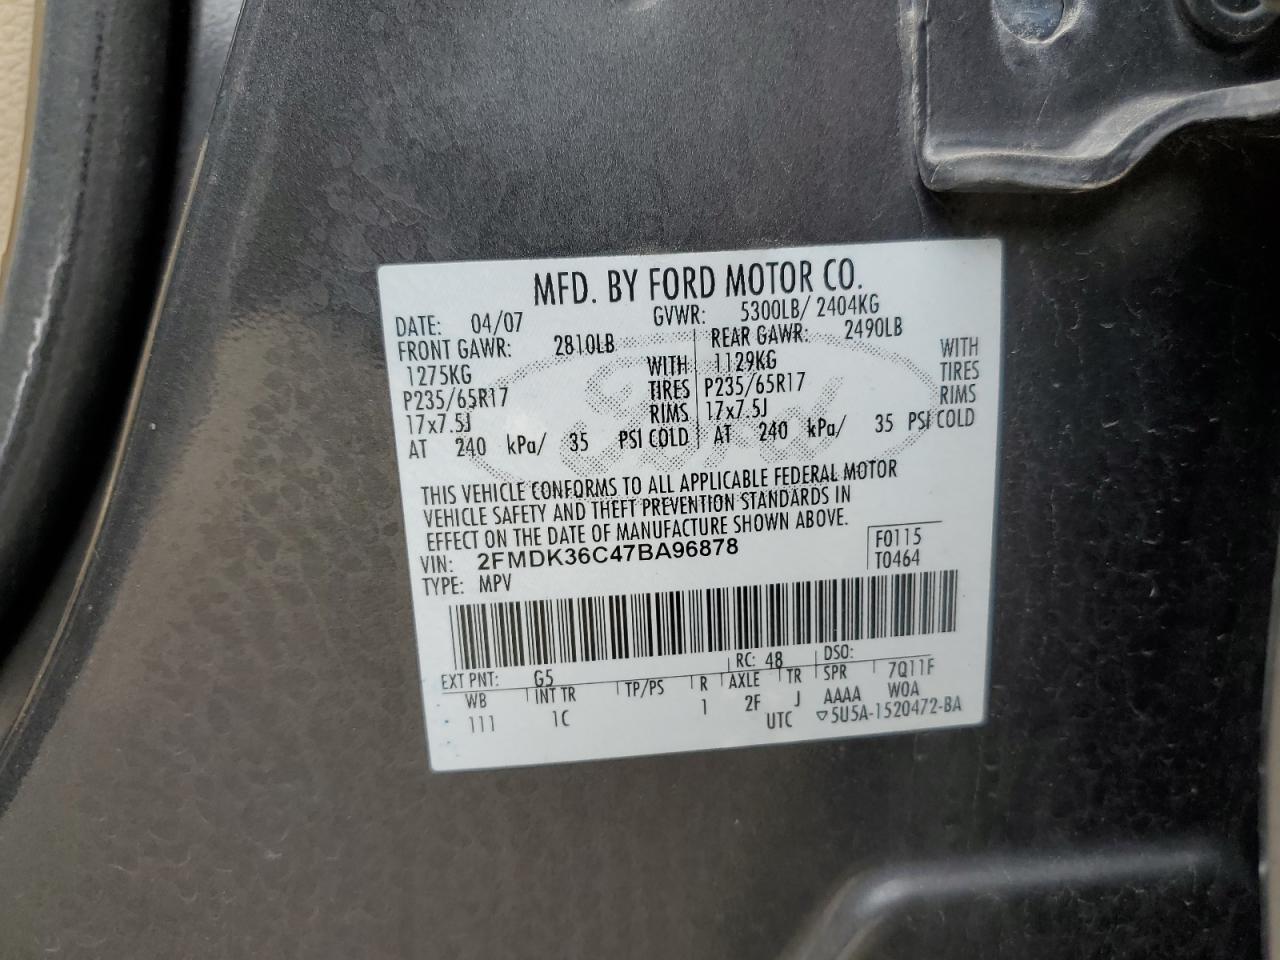 MFD. BY FORD MOTOR CO.
DATE: 04/07 GVWR: 5300LB/ 2404KG
FRONT GAWR: 2810LB REAR GAWR: 2490LB
1275KG WITH 1129KG WITH
P235/65R17 TIRES P235/65R17 TIRES
17x7.5J RIMS 17x7.5J RIMS
AT 240 kPa/ 35 PSI COLD AT 240 kPa/ 35 PSI COLD
THIS VEHICLE CONFORMS TO ALL APPLICABLE FEDERAL MOTOR
VEHICLE SAFETY AND THEFT PREVENTION STANDARDS IN
EFFECT ON THE DATE OF MANUFACTURE SHOWN ABOVE.
VIN: 2FMDK36C47BA96878 F0115
TYPE: MPV T0464
EXT PNT: G5 RC: 48 DSO:
WB INT TR TP/PS R AXLE TR SPR 7Q11F
111 1C 1 2F J AAAA W0A
UTC ▽5U5A-1520472-BA